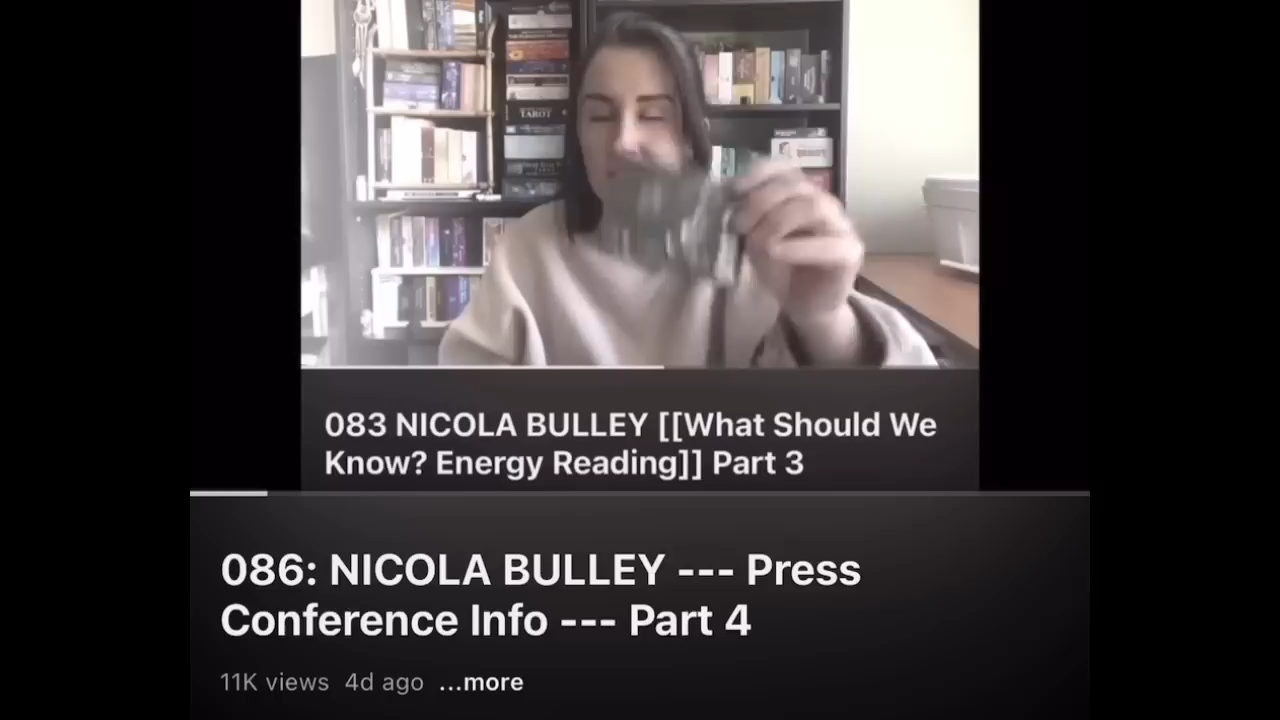 TAROT
083 NICOLA BULLEY [[What Should We
Know? Energy Reading]] Part 3
086: NICOLA BULLEY --- Press
Conference Info --- Part 4
11K views 4d ago ...more